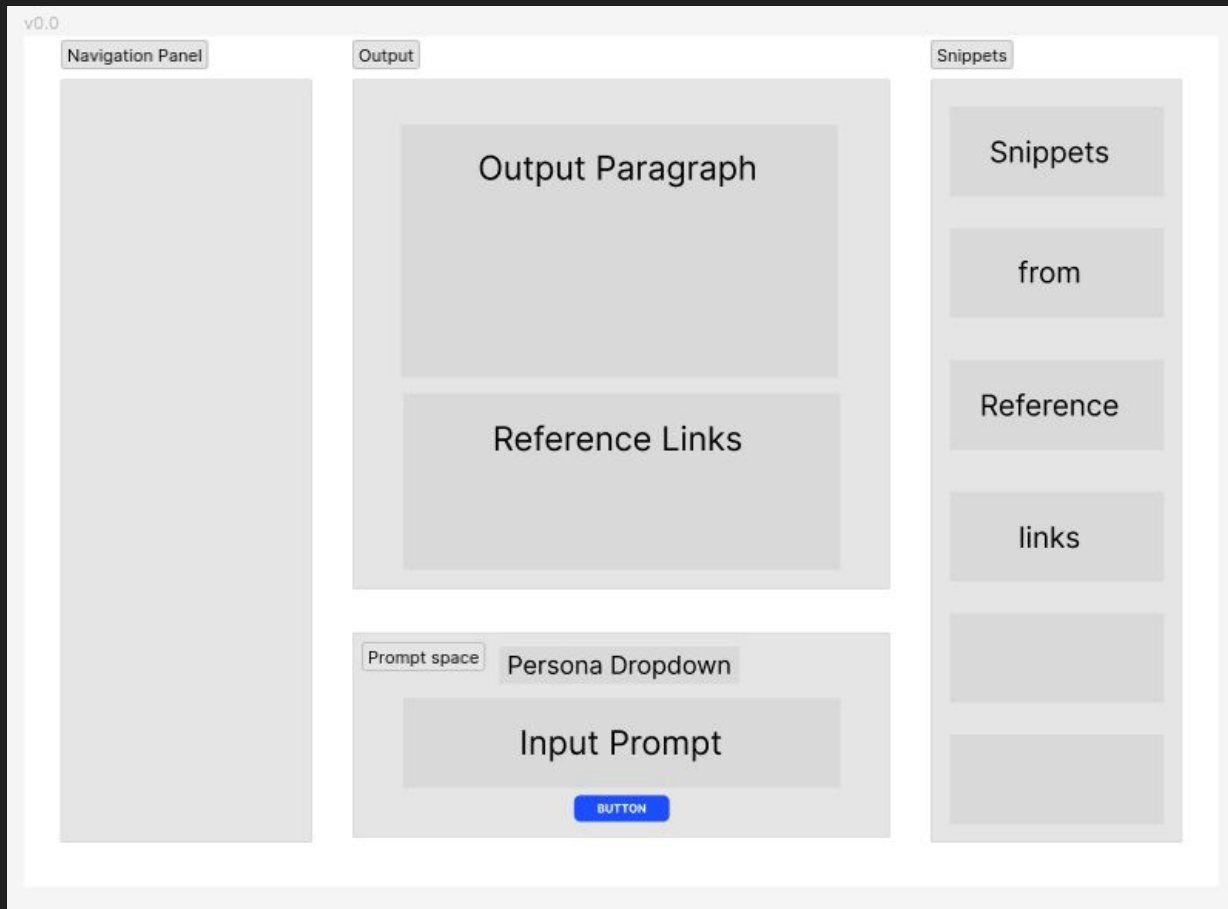 v0.0
Navigation Panel
Output
Snippets
Output Paragraph
Reference Links
Prompt space
Persona Dropdown
Input Prompt
BUTTON
Snippets
from
Reference
links